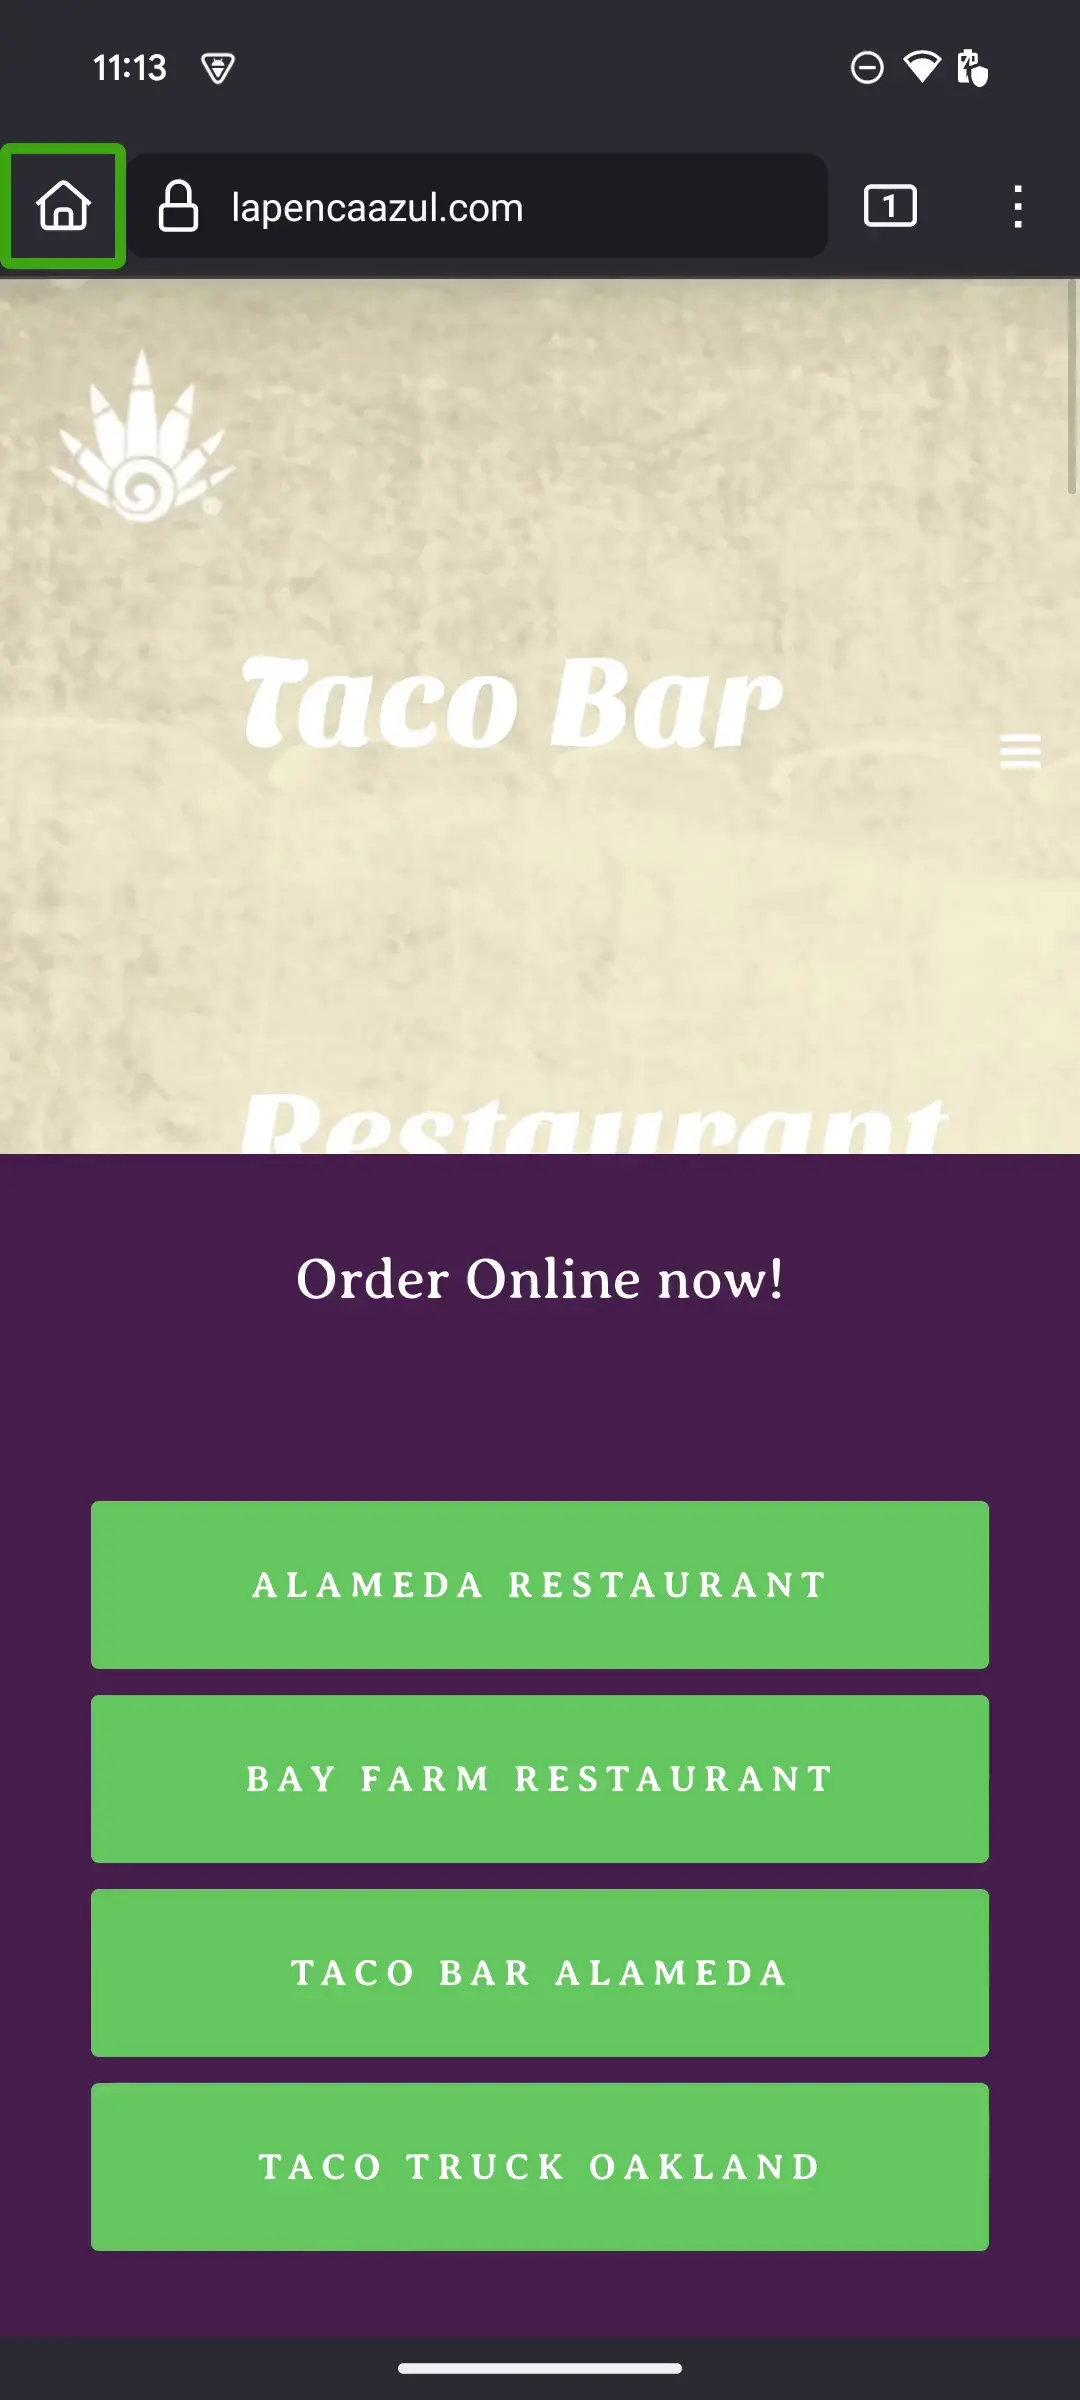 11:13
lapencaazul.com
1
Taco Bar
Restaurant
Order Online now!
ALAMEDA RESTAURANT
BAY FARM RESTAURANT
TACO BAR ALAMEDA
TACO TRUCK OAKLAND